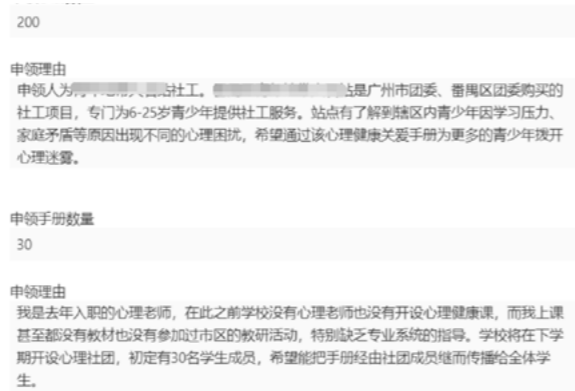 200
申领理由
申领人为
社工。
站是广州市团委、番禺区团委购买的
社工项目，专门为6-25岁青少年提供社工服务。站点有了解到辖区内青少年因学习压力、
家庭矛盾等原因出现不同的心理困扰，希望通过该心理健康关爱手册为更多的青少年拨开
心理迷雾。
申领手册数量
30
申领理由
我是去年入职的心理老师，在此之前学校没有心理老师也没有开设心理健康课，而我上课
甚至都没有教材也没有参加过市区的教研活动，特别缺乏专业系统的指导。学校将在下学
期开设心理社团，初定有30名学生成员，希望能把手册经由社团成员继而传播给全体学
生。